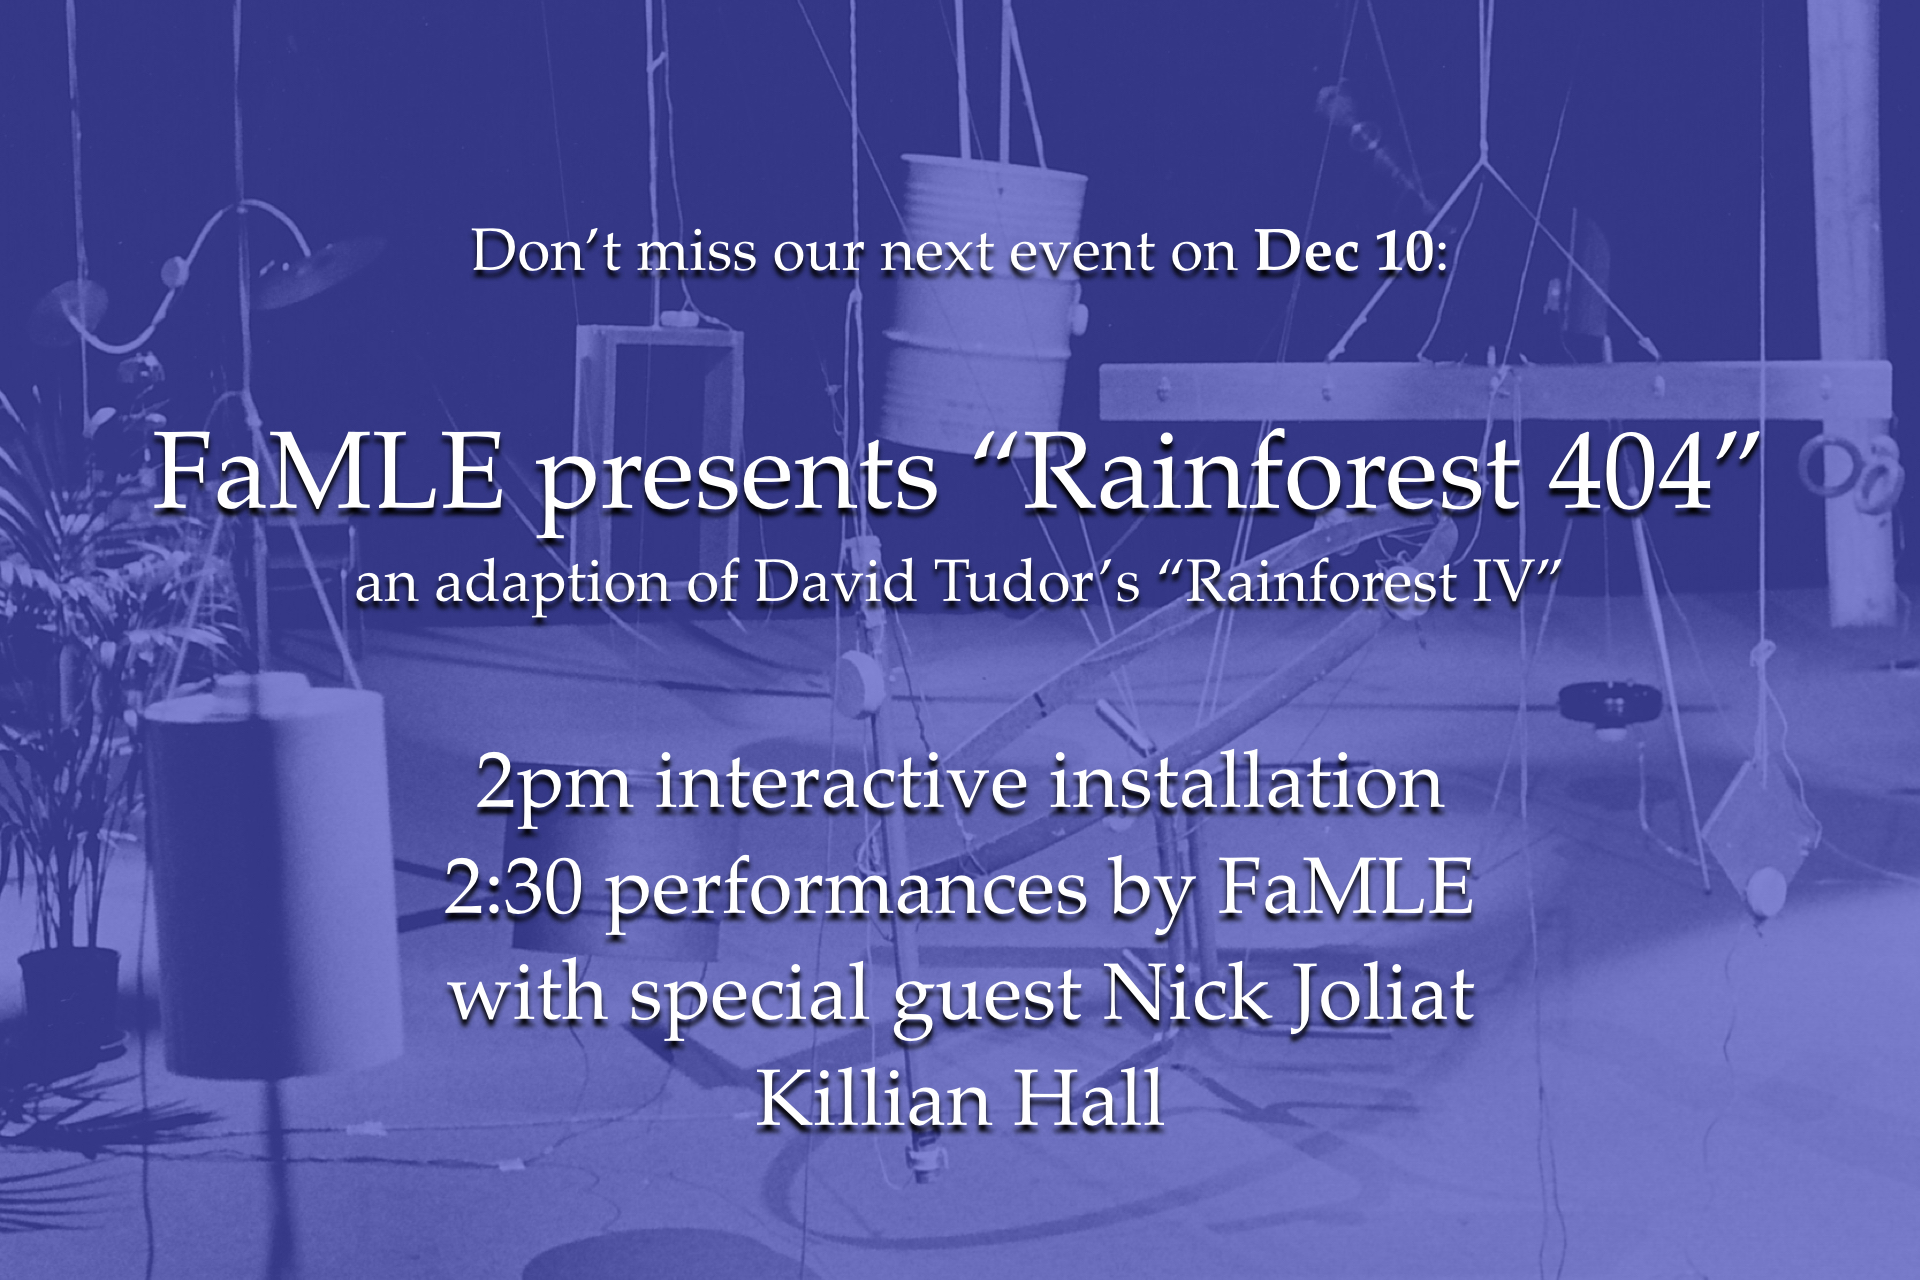 Don’t miss our next event on Dec 10:
FaMLE presents “Rainforest 404”
an adaption of David Tudor’s “Rainforest IV”
2pm interactive installation
2:30 performances by FaMLE
with special guest Nick Joliat
Killian Hall